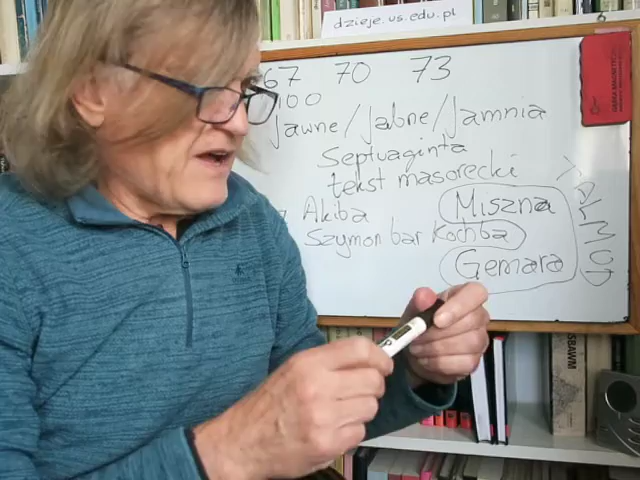 dzieje.us.edu.pl
67 70 73
100
Jawne/Jabne/Jamnia
Septuaginta
tekst masorecki
Akiba Miszna
Szymon bar Kochba
Gemara
TALMUD